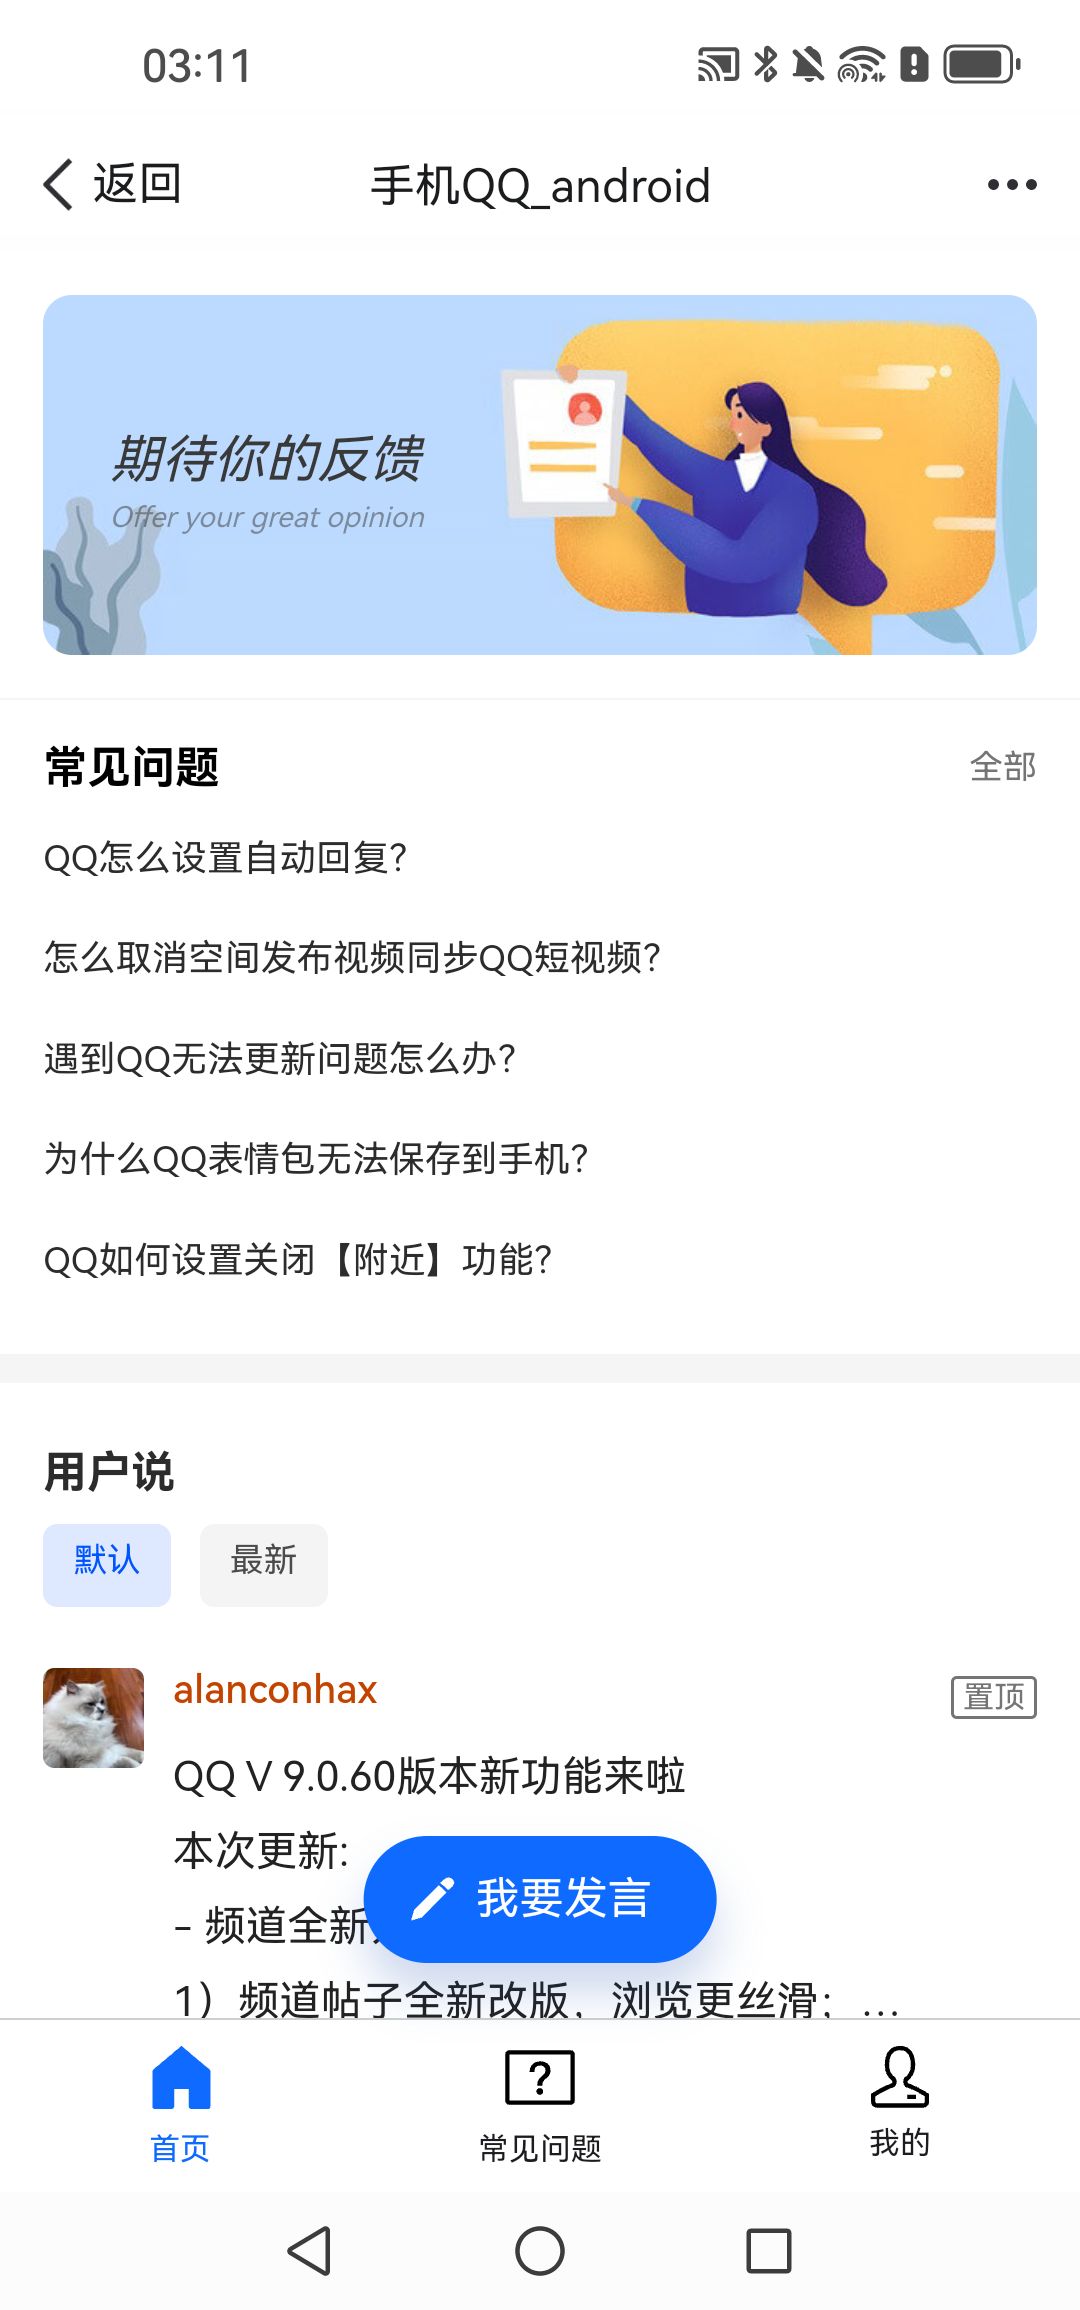 03:11
返回
手机QQ_android
期待你的反馈
Offer your great opinion
常见问题
全部
QQ怎么设置自动回复?
怎么取消空间发布视频同步QQ短视频?
遇到QQ无法更新问题怎么办?
为什么QQ表情包无法保存到手机?
QQ如何设置关闭【附近】功能?
用户说
默认
最新
alanconhax
置顶
QQ V 9.0.60版本新功能来啦
本次更新:
- 频道全新
我要发言
1）频道帖子全新改版，浏览更丝滑；...
首页
常见问题
我的